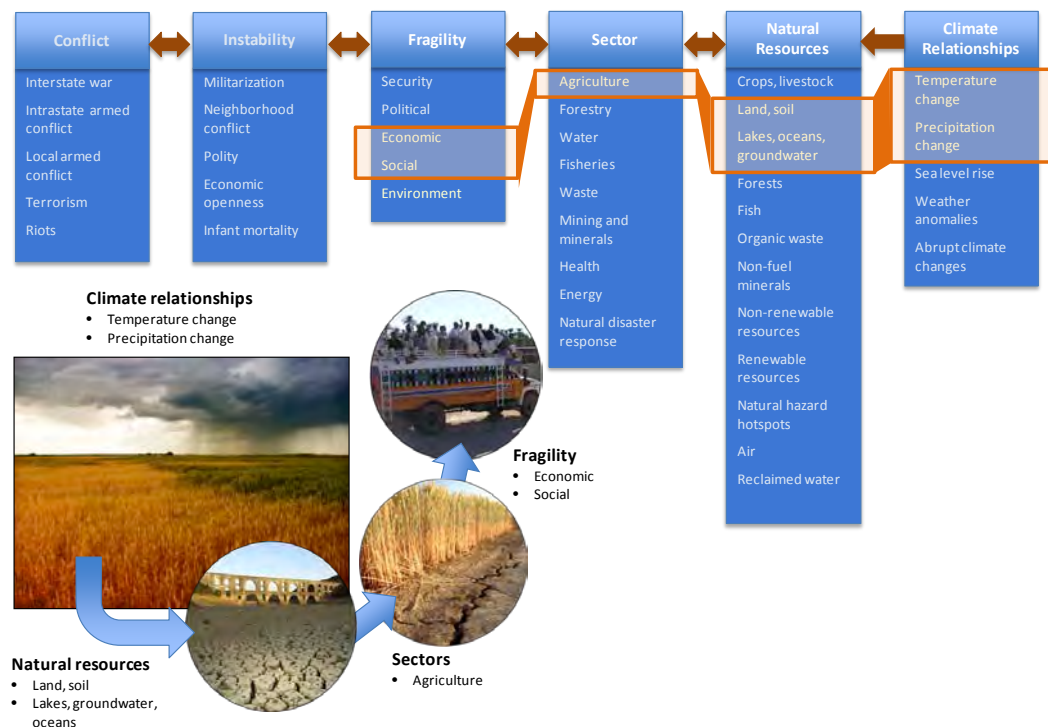 Conflict
Interstate war
Intrastate armed
conflict
Local armed
conflict
Terrorism
Riots
Instability
Militarization
Neighborhood
conflict
Polity
Economic
openness
Infant mortality
Fragility
Security
Political
Economic
Social
Environment
Sector
Agriculture
Forestry
Water
Fisheries
Waste
Mining and
minerals
Health
Energy
Natural disaster
response
Natural
Resources
Crops, livestock
Land, soil
Lakes, oceans,
groundwater
Forests
Fish
Organic waste
Non-fuel
minerals
Non-renewable
resources
Renewable
resources
Natural hazard
hotspots
Air
Reclaimed water
Climate
Relationships
Temperature
change
Precipitation
change
Sea level rise
Weather
anomalies
Abrupt climate
changes
Climate relationships
• Temperature change
• Precipitation change
Natural resources
• Land, soil
• Lakes, groundwater,
oceans
Sectors
• Agriculture
Fragility
• Economic
• Social